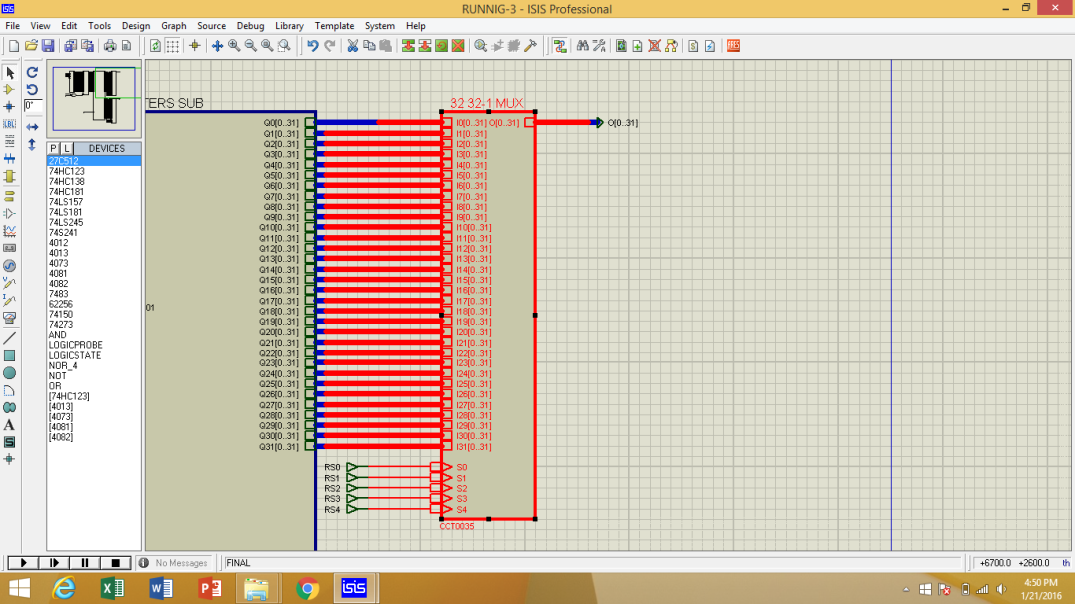 RUNNIG-3 - ISIS Professional
File View Edit Tools Design Graph Source Debug Library Template System Help
0°
LBL
P L DEVICES
27C512
74HC123
74HC138
74HC181
74LS157
74LS181
74LS245
74S241
4012
4013
4073
4081
4082
7483
62256
74150
74273
AND
LOGICPROBE
LOGICSTATE
NOR_4
NOT
OR
[74HC123]
[4013]
[4073]
[4081]
[4082]
TERS SUB
01
Q0[0..31]
Q1[0..31]
Q2[0..31]
Q3[0..31]
Q4[0..31]
Q5[0..31]
Q6[0..31]
Q7[0..31]
Q8[0..31]
Q9[0..31]
Q10[0..31]
Q11[0..31]
Q12[0..31]
Q13[0..31]
Q14[0..31]
Q15[0..31]
Q16[0..31]
Q17[0..31]
Q18[0..31]
Q19[0..31]
Q20[0..31]
Q21[0..31]
Q22[0..31]
Q23[0..31]
Q24[0..31]
Q25[0..31]
Q26[0..31]
Q27[0..31]
Q28[0..31]
Q29[0..31]
Q30[0..31]
Q31[0..31]
RS0
RS1
RS2
RS3
RS4
32 32-1 MUX
I0[0..31] O[0..31]
I1[0..31]
I2[0..31]
I3[0..31]
I4[0..31]
I5[0..31]
I6[0..31]
I7[0..31]
I8[0..31]
I9[0..31]
I10[0..31]
I11[0..31]
I12[0..31]
I13[0..31]
I14[0..31]
I15[0..31]
I16[0..31]
I17[0..31]
I18[0..31]
I19[0..31]
I20[0..31]
I21[0..31]
I22[0..31]
I23[0..31]
I24[0..31]
I25[0..31]
I26[0..31]
I27[0..31]
I28[0..31]
I29[0..31]
I30[0..31]
I31[0..31]
S0
S1
S2
S3
S4
CCT0035
O[0..31]
No Messages
FINAL
+6700.0 +2600.0 th
isis
4:50 PM
1/21/2016